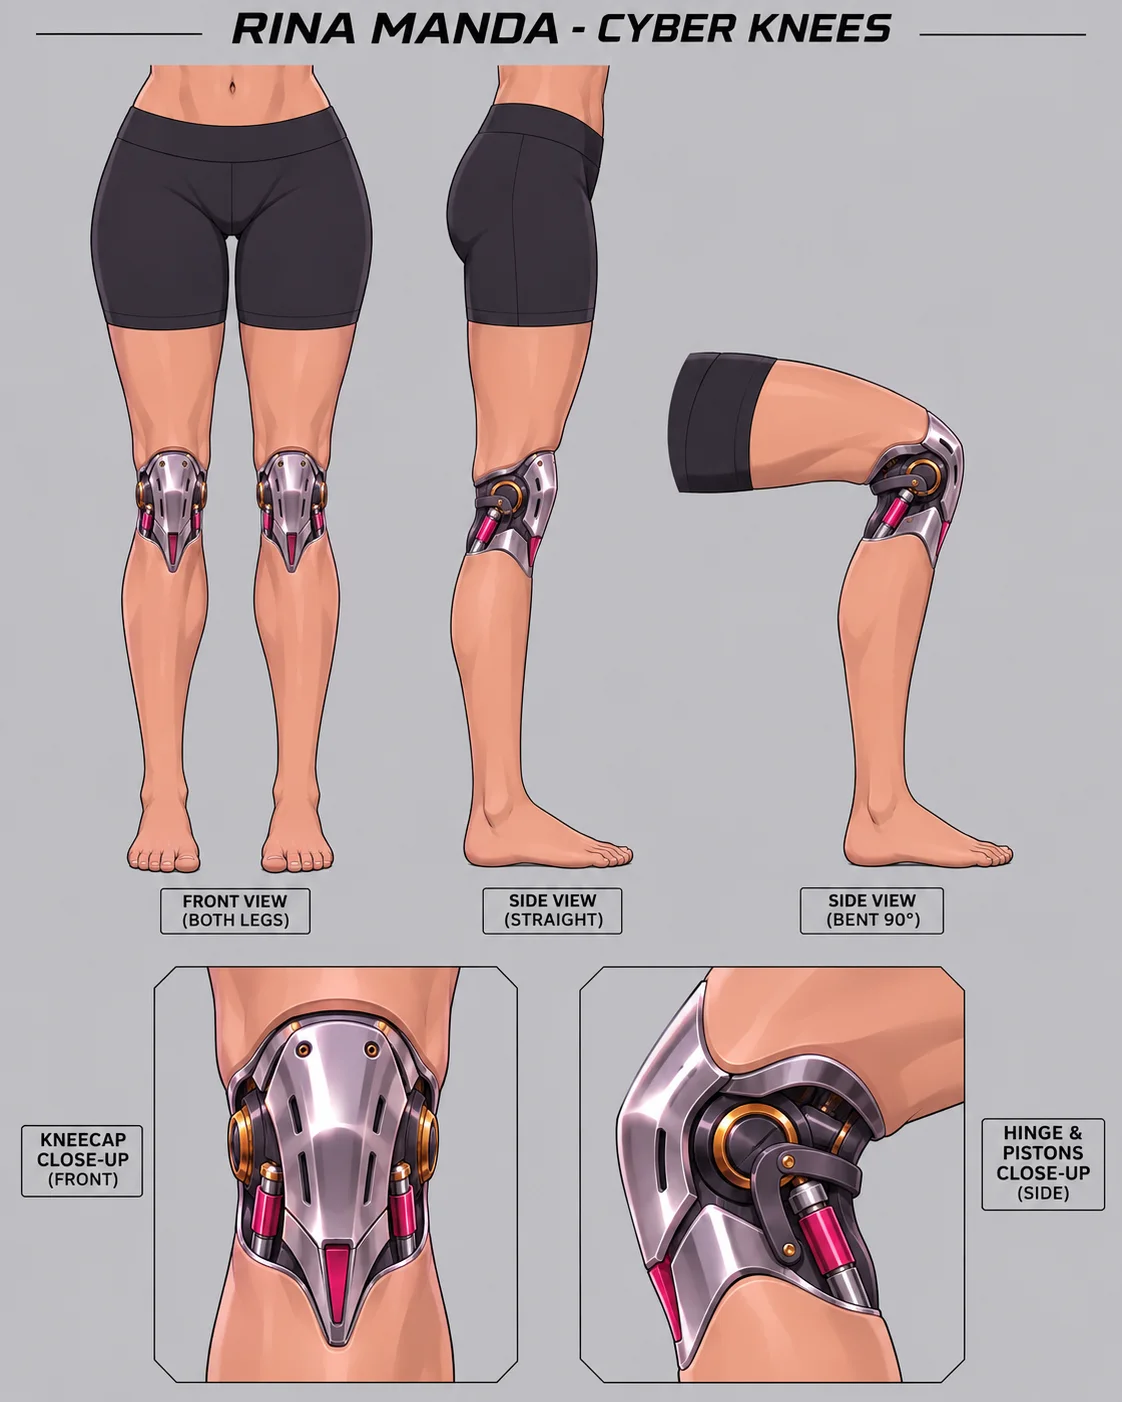 RINA MANDA - CYBER KNEES
FRONT VIEW
(BOTH LEGS)
SIDE VIEW
(STRAIGHT)
SIDE VIEW
(BENT 90°)
KNEECAP
CLOSE-UP
(FRONT)
HINGE &
PISTONS
CLOSE-UP
(SIDE)